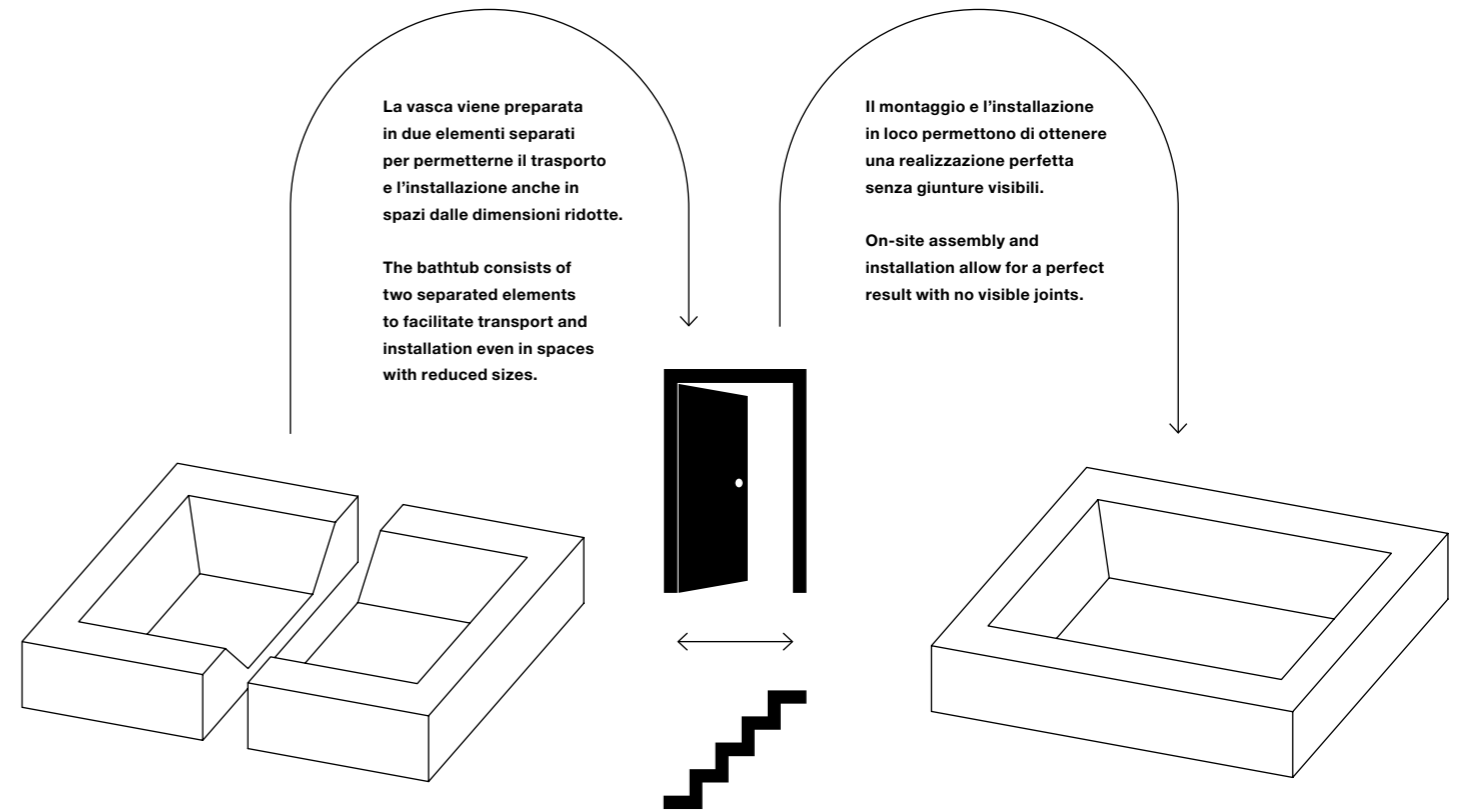 La vasca viene preparata
in due elementi separati
per permetterne il trasporto
e l’installazione anche in
spazi dalle dimensioni ridotte.
The bathtub consists of
two separated elements
to facilitate transport and
installation even in spaces
with reduced sizes.
Il montaggio e l’installazione
in loco permettono di ottenere
una realizzazione perfetta
senza giunture visibili.
On-site assembly and
installation allow for a perfect
result with no visible joints.